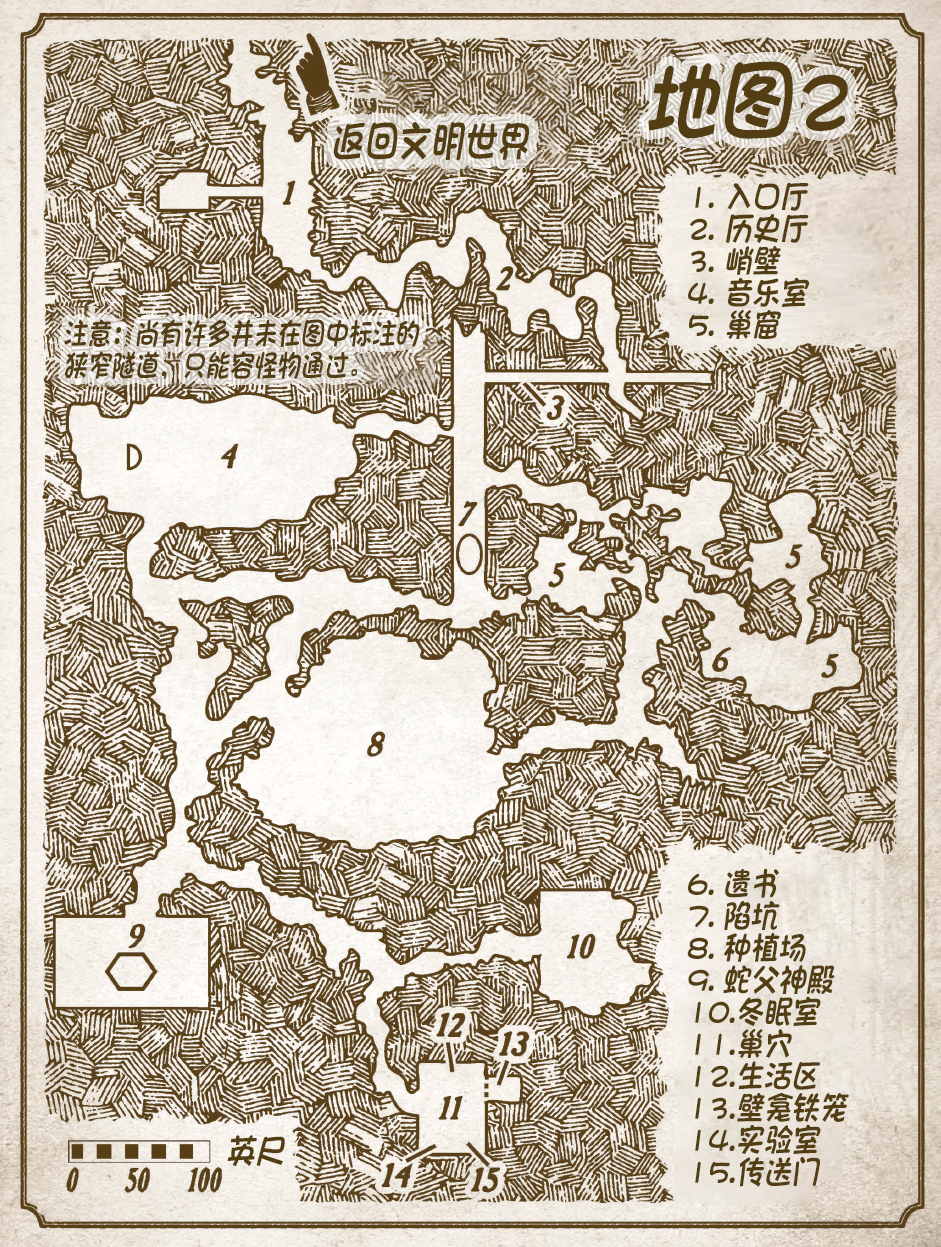 地图2
返回文明世界
1. 入口厅
2. 历史厅
3. 峭壁
4. 音乐室
5. 巢窟
注意：尚有许多并未在图中标注的
狭窄隧道、只能容怪物通过。
1
2
3
D
4
7
5
5
6
5
8
9
10
12
13
11
14
15
6. 遗书
7. 陷坑
8. 种植场
9. 蛇父神殿
10.冬眠室
11.巢穴
12.生活区
13.壁龛铁笼
14.实验室
15.传送门
英尺
0 50 100